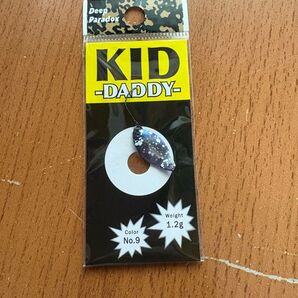 Deep
Paradox
KID
-DADDY-
Weight
1.2g
Color
No.9